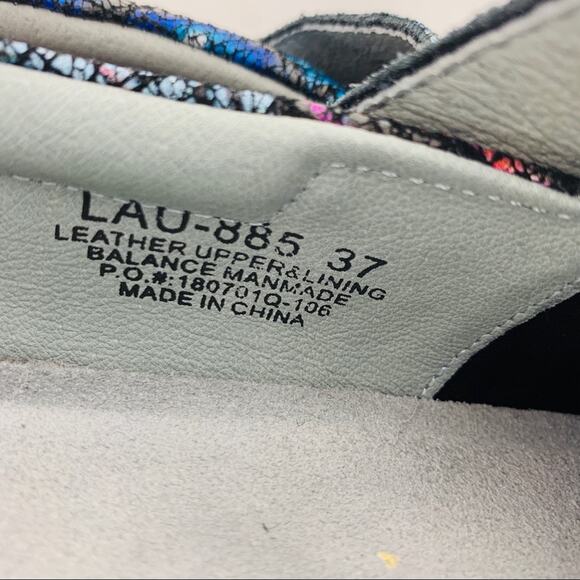 LAU-885 37
LEATHER UPPER&LINING
BALANCE MANMADE
P.O.#:180701Q-106
MADE IN CHINA